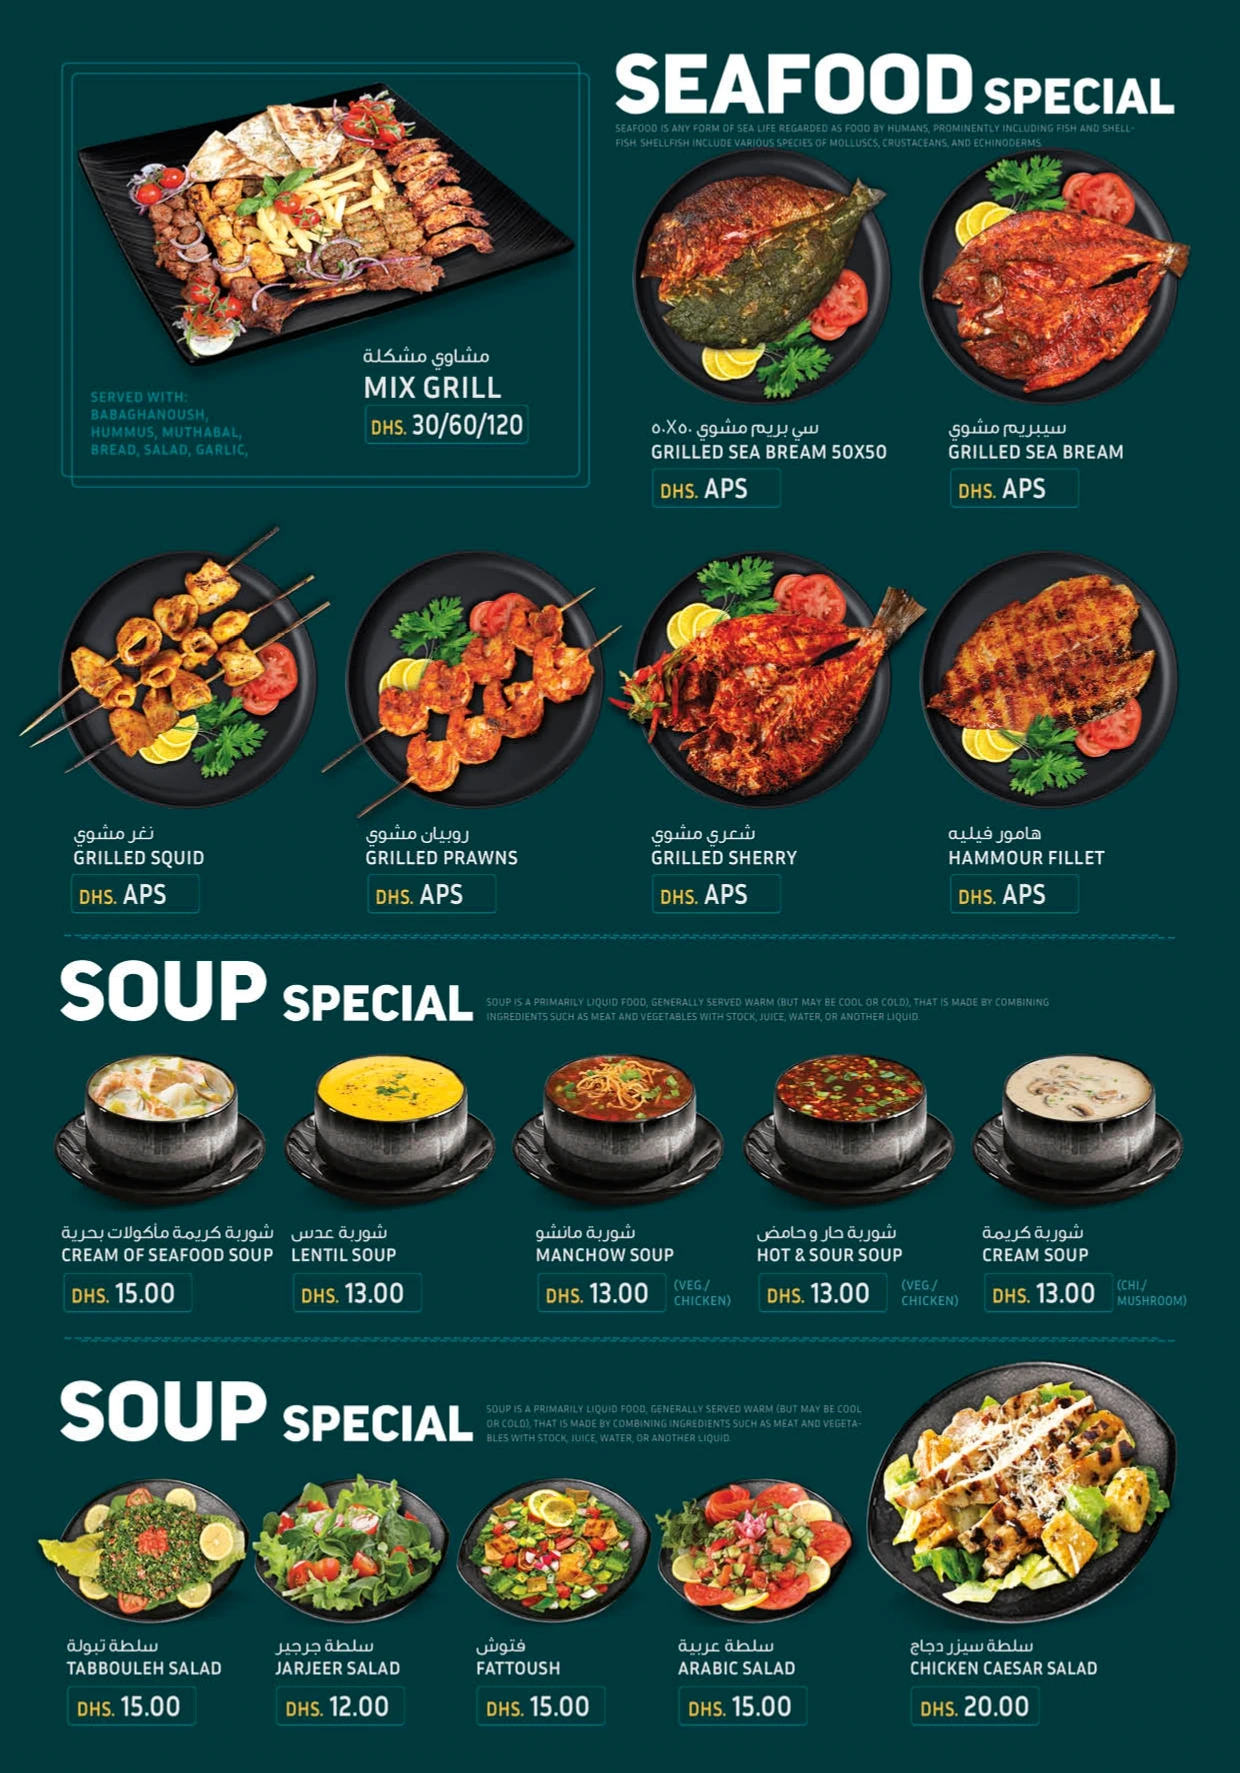 SEAFOOD SPECIAL
SEAFOOD IS ANY FORM OF SEA LIFE REGARDED AS FOOD BY HUMANS, PROMINENTLY INCLUDING FISH AND SHELL-
FISH. SHELLFISH INCLUDE VARIOUS SPECIES OF MOLLUSCS, CRUSTACEANS, AND ECHINODERMS.
مشاوي مشكلة
MIX GRILL
DHS. 30/60/120
SERVED WITH:
BABAGHANOUSH,
HUMMUS, MUTHABAL,
BREAD, SALAD, GARLIC,
سي بريم مشوي ٥٠X٥٠
GRILLED SEA BREAM 50X50
DHS. APS
سيبريم مشوي
GRILLED SEA BREAM
DHS. APS
نغر مشوي
GRILLED SQUID
DHS. APS
روبيان مشوي
GRILLED PRAWNS
DHS. APS
شعري مشوي
GRILLED SHERRY
DHS. APS
هامور فيليه
HAMMOUR FILLET
DHS. APS
SOUP SPECIAL
SOUP IS A PRIMARILY LIQUID FOOD, GENERALLY SERVED WARM (BUT MAY BE COOL OR COLD), THAT IS MADE BY COMBINING
INGREDIENTS SUCH AS MEAT AND VEGETABLES WITH STOCK, JUICE, WATER, OR ANOTHER LIQUID.
شوربة كريمة مأكولات بحرية
CREAM OF SEAFOOD SOUP
DHS. 15.00
شوربة عدس
LENTIL SOUP
DHS. 13.00
شوربة مانشو
MANCHOW SOUP
DHS. 13.00
(VEG./
CHICKEN)
شوربة حار و حامض
HOT & SOUR SOUP
DHS. 13.00
(VEG./
CHICKEN)
شوربة كريمة
CREAM SOUP
DHS. 13.00
(CHI./
MUSHROOM)
SOUP SPECIAL
SOUP IS A PRIMARILY LIQUID FOOD, GENERALLY SERVED WARM (BUT MAY BE COOL
OR COLD), THAT IS MADE BY COMBINING INGREDIENTS SUCH AS MEAT AND VEGETA-
BLES WITH STOCK, JUICE, WATER, OR ANOTHER LIQUID.
سلطة تبولة
TABBOULEH SALAD
DHS. 15.00
سلطة جرجير
JARJEER SALAD
DHS. 12.00
فتوش
FATTOUSH
DHS. 15.00
سلطة عربية
ARABIC SALAD
DHS. 15.00
سلطة سيزر دجاج
CHICKEN CAESAR SALAD
DHS. 20.00